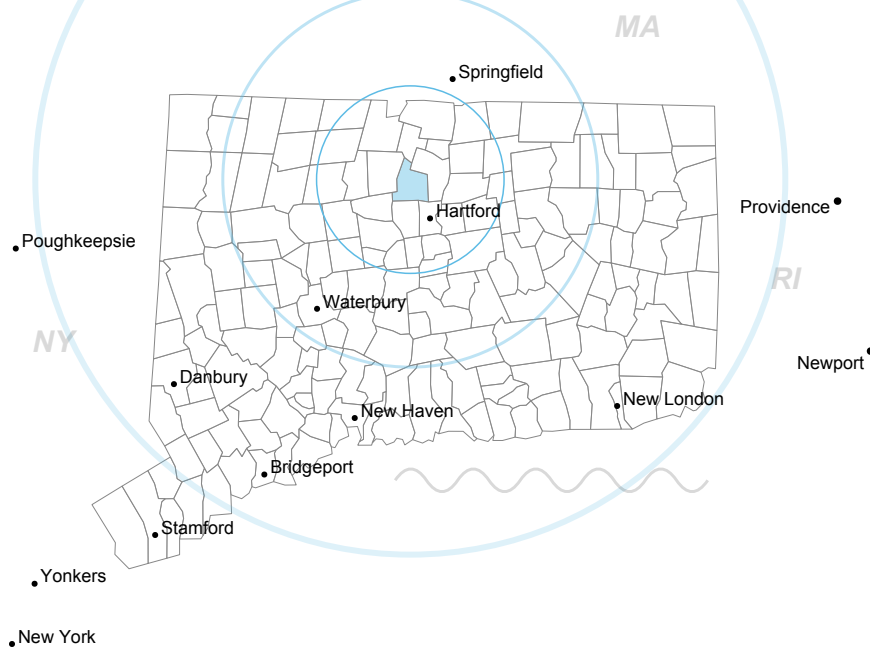 MA
Springfield
Providence
Hartford
Poughkeepsie
RI
Waterbury
NY
Newport
Danbury
New London
New Haven
Bridgeport
Stamford
Yonkers
New York